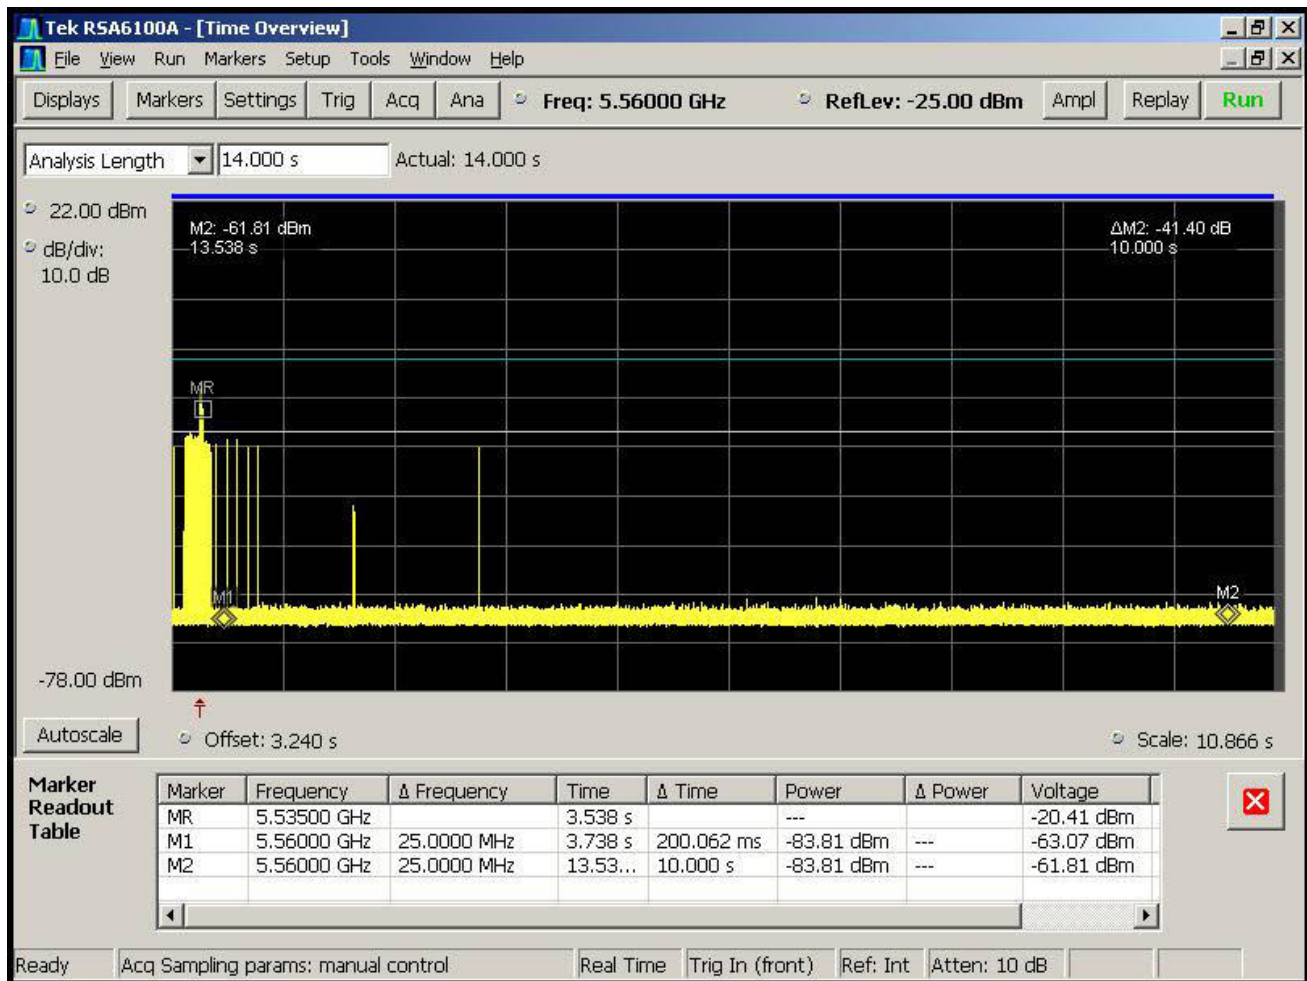 Tek RSA6100A - [Time Overview]
File View Run Markers Setup Tools Window Help
Displays Markers Settings Trig Acq Ana Freq: 5.56000 GHz RefLev: -25.00 dBm Ampl Replay Run
Analysis Length 14.000 s Actual: 14.000 s
22.00 dBm
dB/div:
10.0 dB
M2: -61.81 dBm
13.538 s
ΔM2: -41.40 dB
10.000 s
MR
M1
M2
-78.00 dBm
Autoscale Offset: 3.240 s Scale: 10.866 s
Marker
Readout
Table
Marker Frequency Δ Frequency Time Δ Time Power Δ Power Voltage
MR 5.53500 GHz 3.538 s --- -20.41 dBm
M1 5.56000 GHz 25.0000 MHz 3.738 s 200.062 ms -83.81 dBm --- -63.07 dBm
M2 5.56000 GHz 25.0000 MHz 13.53... 10.000 s -83.81 dBm --- -61.81 dBm
Ready Acq Sampling params: manual control Real Time Trig In (front) Ref: Int Atten: 10 dB